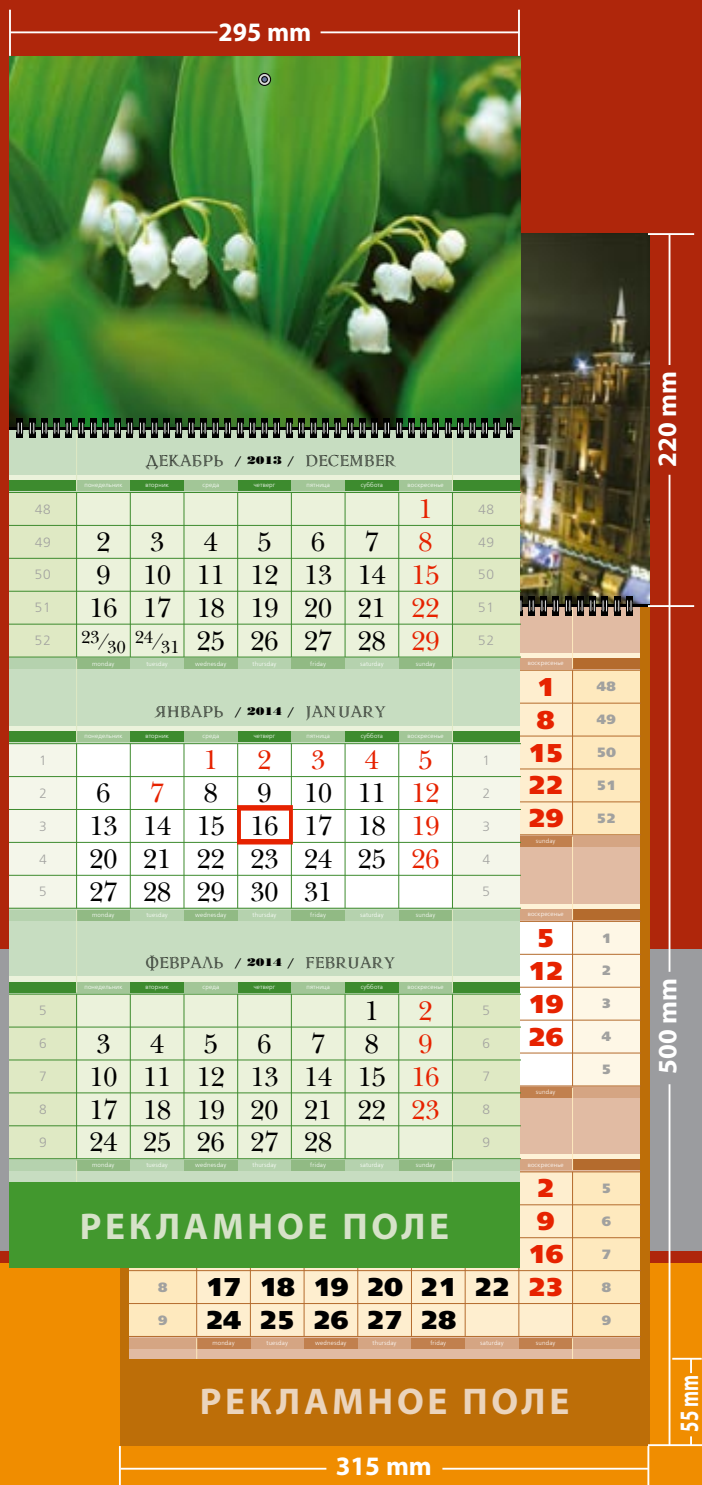 295 mm
ДЕКАБРЬ / 2013 / DECEMBER
понедельник вторник среда четверг пятница суббота воскресенье
48 1 48
49 2 3 4 5 6 7 8 49
50 9 10 11 12 13 14 15 50
51 16 17 18 19 20 21 22 51
52 23/30 24/31 25 26 27 28 29 52
monday tuesday wednesday thursday friday saturday sunday
ЯНВАРЬ / 2014 / JANUARY
понедельник вторник среда четверг пятница суббота воскресенье
1 1 2 3 4 5 1
2 6 7 8 9 10 11 12 2
3 13 14 15 16 17 18 19 3
4 20 21 22 23 24 25 26 4
5 27 28 29 30 31 5
monday tuesday wednesday thursday friday saturday sunday
ФЕВРАЛЬ / 2014 / FEBRUARY
понедельник вторник среда четверг пятница суббота воскресенье
5 1 2 5
6 3 4 5 6 7 8 9 6
7 10 11 12 13 14 15 16 7
8 17 18 19 20 21 22 23 8
9 24 25 26 27 28 9
monday tuesday wednesday thursday friday saturday sunday
РЕКЛАМНОЕ ПОЛЕ
220 mm
воскресенье
1 48
8 49
15 50
22 51
29 52
sunday
воскресенье
5 1
12 2
19 3
26 4
5
sunday
500 mm
воскресенье
2 5
9 6
16 7
8 17 18 19 20 21 22 23 8
9 24 25 26 27 28 9
monday tuesday wednesday thursday friday saturday sunday
РЕКЛАМНОЕ ПОЛЕ
55 mm
315 mm